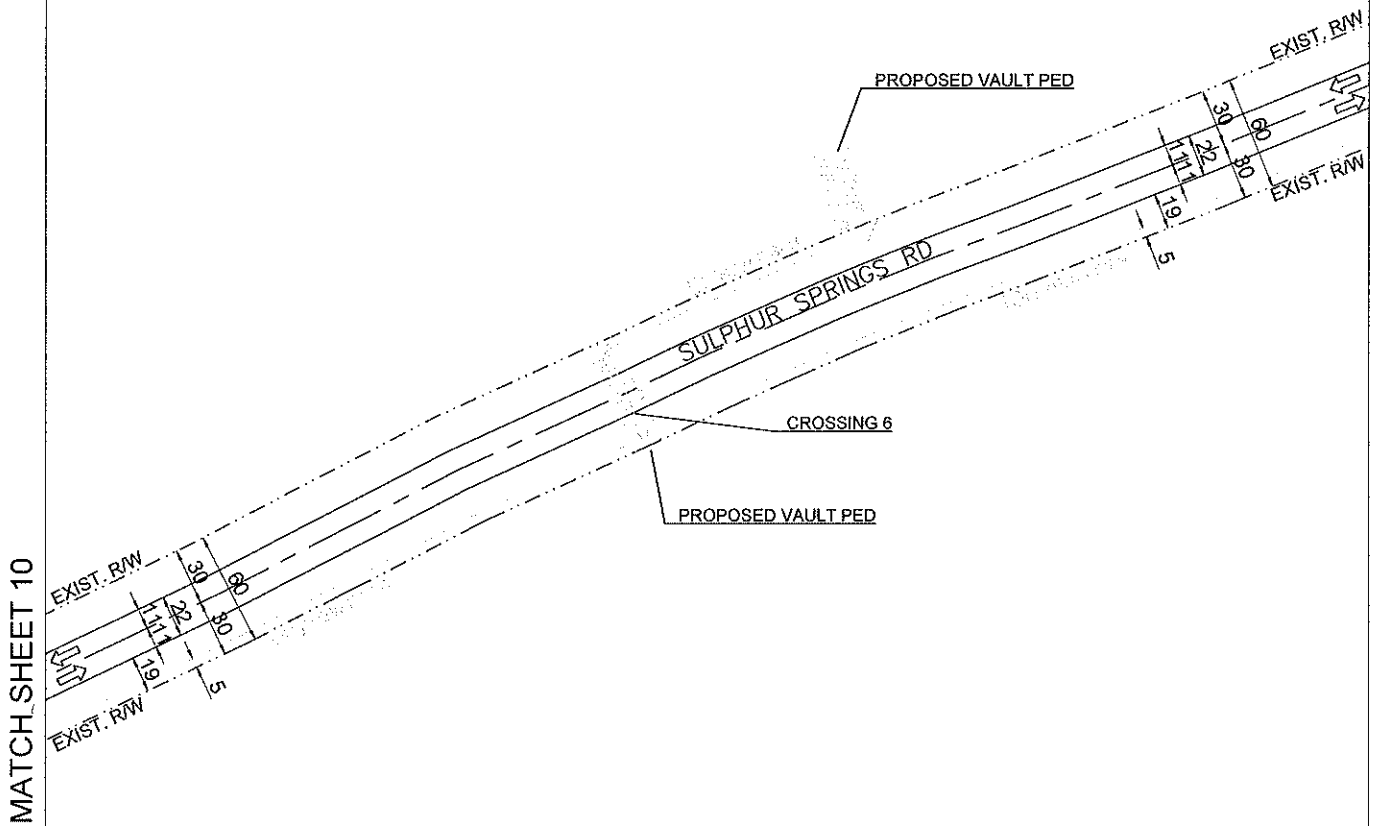 EXIST. R/W
PROPOSED VAULT PED
30
60
22
30
11
11
EXIST. R/W
19
5
SULPHUR SPRINGS RD
CROSSING 6
PROPOSED VAULT PED
EXIST. R/W
30
60
22
30
11
11
19
5
EXIST. R/W
MATCH SHEET 10